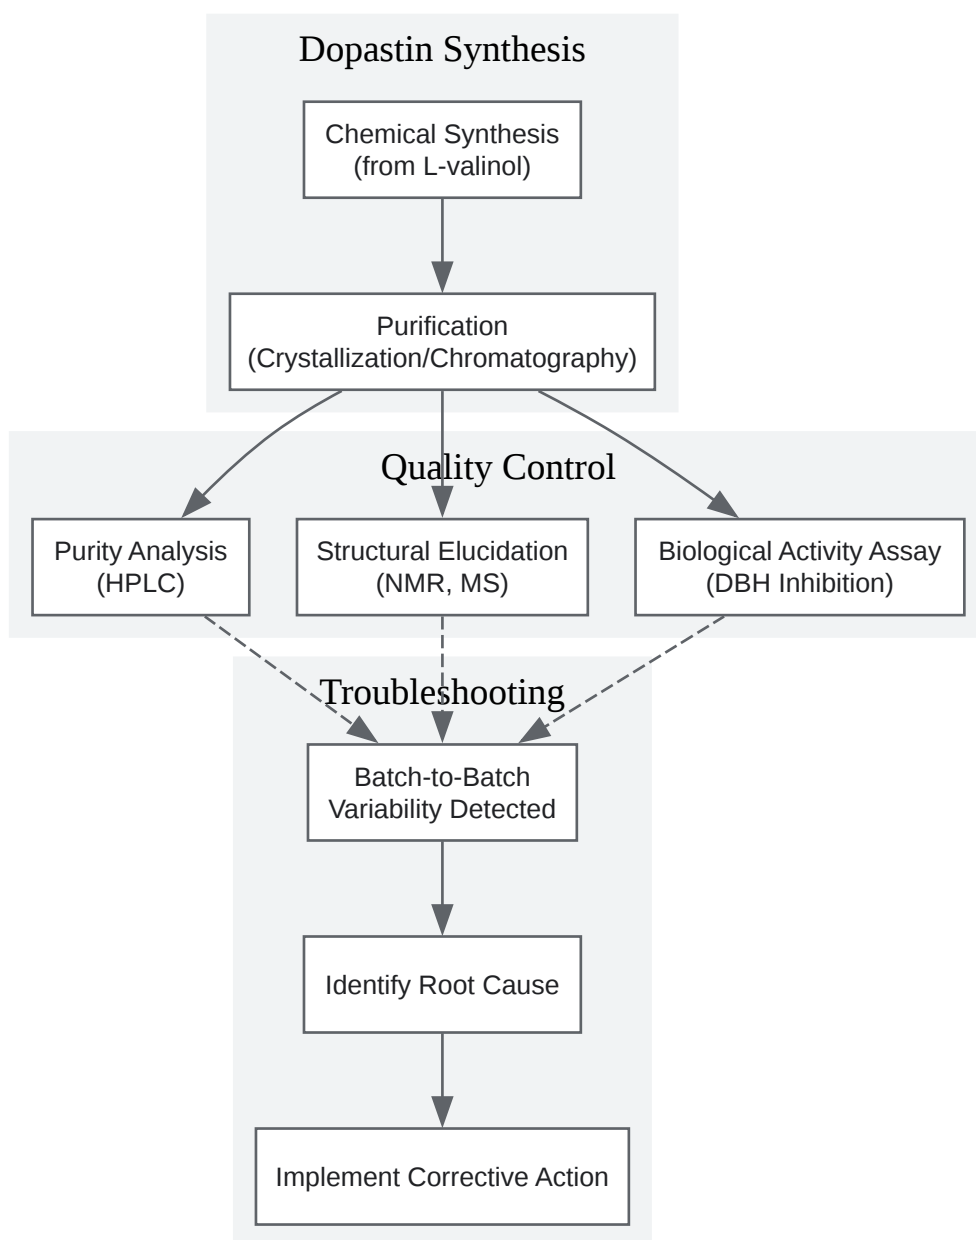 Dopastin Synthesis
Chemical Synthesis
(from L-valinol)
Purification
(Crystallization/Chromatography)
Quality Control
Purity Analysis
(HPLC)
Structural Elucidation
(NMR, MS)
Biological Activity Assay
(DBH Inhibition)
Troubleshooting
Batch-to-Batch
Variability Detected
Identify Root Cause
Implement Corrective Action